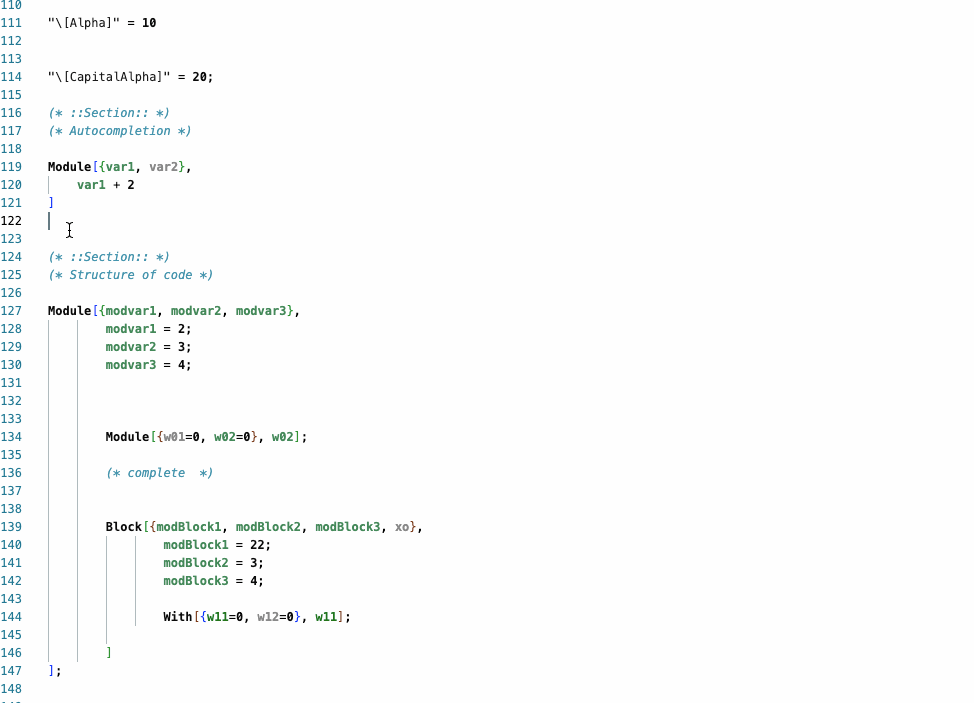 110
111 "\[Alpha]" = 10
112
113
114 "\[CapitalAlpha]" = 20;
115
116 (* ::Section:: *)
117 (* Autocompletion *)
118
119 Module[{var1, var2},
120     var1 + 2
121 ]
122
123
124 (* ::Section:: *)
125 (* Structure of code *)
126
127 Module[{modvar1, modvar2, modvar3},
128         modvar1 = 2;
129         modvar2 = 3;
130         modvar3 = 4;
131
132
133
134         Module[{w01=0, w02=0}, w02];
135
136         (* complete  *)
137
138
139         Block[{modBlock1, modBlock2, modBlock3, xo},
140                 modBlock1 = 22;
141                 modBlock2 = 3;
142                 modBlock3 = 4;
143
144                 With[{w11=0, w12=0}, w11];
145
146         ]
147 ];
148